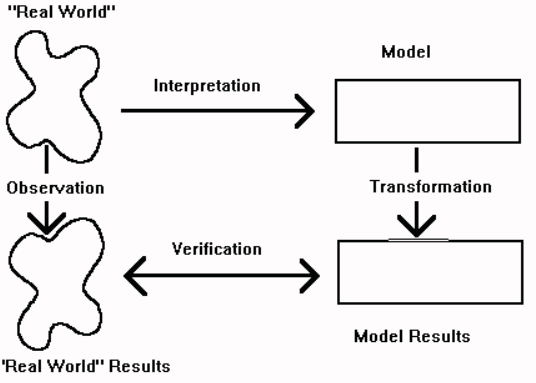 "Real World"
Model
Interpretation
Observation
Transformation
Verification
Model Results
'Real World" Results